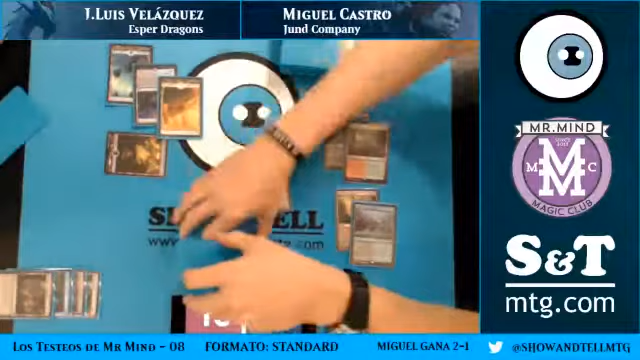 J.Luis Velázquez
Esper Dragons
Miguel Castro
Jund Company
MR.MIND
SINCE
M C
MAGIC CLUB
S&T
mtg.com
Los Testeos de Mr Mind - 08
FORMATO: STANDARD
MIGUEL GANA 2-1
@SHOWANDTELLMTG